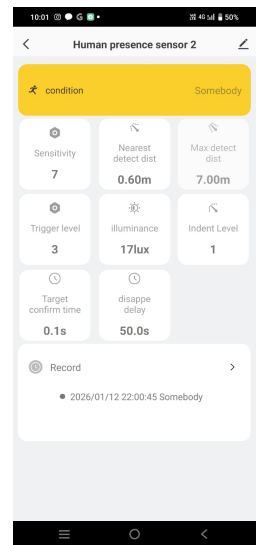 10:01 G 4G 50%
Human presence sensor 2
condition Somebody
Sensitivity
7
Nearest
detect dist
0.60m
Max detect
dist
7.00m
Trigger level
3
illuminance
17lux
Indent Level
1
Target
confirm time
0.1s
disappe
delay
50.0s
Record
2026/01/12 22:00:45 Somebody